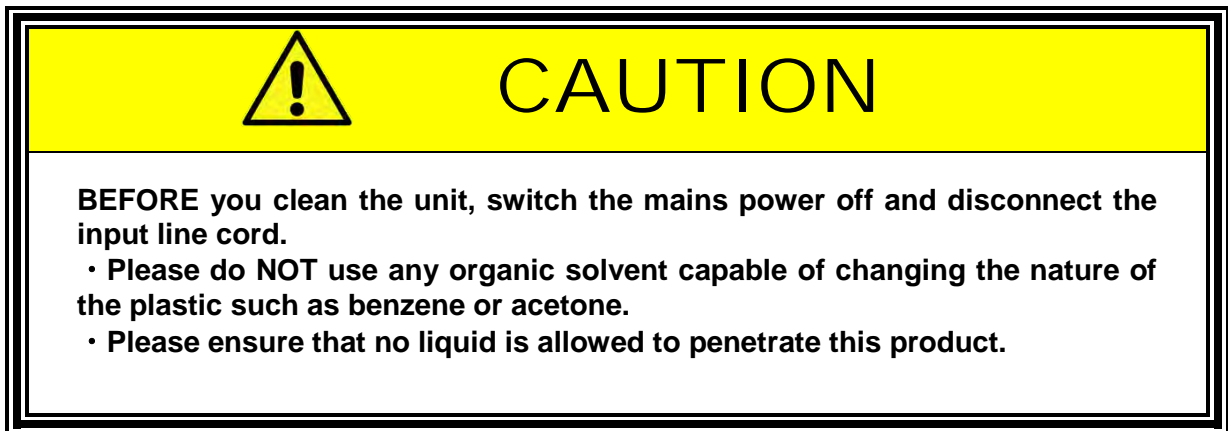 CAUTION
BEFORE you clean the unit, switch the mains power off and disconnect the
input line cord.
・Please do NOT use any organic solvent capable of changing the nature of
the plastic such as benzene or acetone.
・Please ensure that no liquid is allowed to penetrate this product.